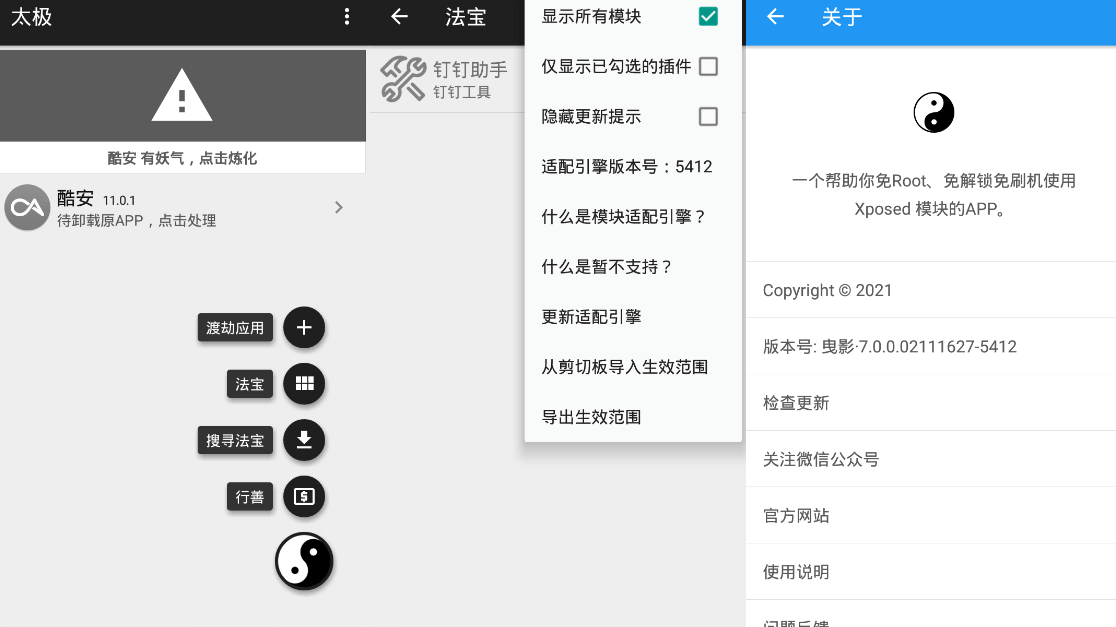 太极
酷安 有妖气，点击炼化
酷安 11.0.1
待卸载原APP，点击处理
渡劫应用
法宝
搜寻法宝
行善
法宝
钉钉助手
钉钉工具
显示所有模块
仅显示已勾选的插件
隐藏更新提示
适配引擎版本号：5412
什么是模块适配引擎？
什么是暂不支持？
更新适配引擎
从剪切板导入生效范围
导出生效范围
关于
一个帮助你免Root、免解锁免刷机使用
Xposed 模块的APP。
Copyright © 2021
版本号: 曳影·7.0.0.02111627-5412
检查更新
关注微信公众号
官方网站
使用说明
问题反馈